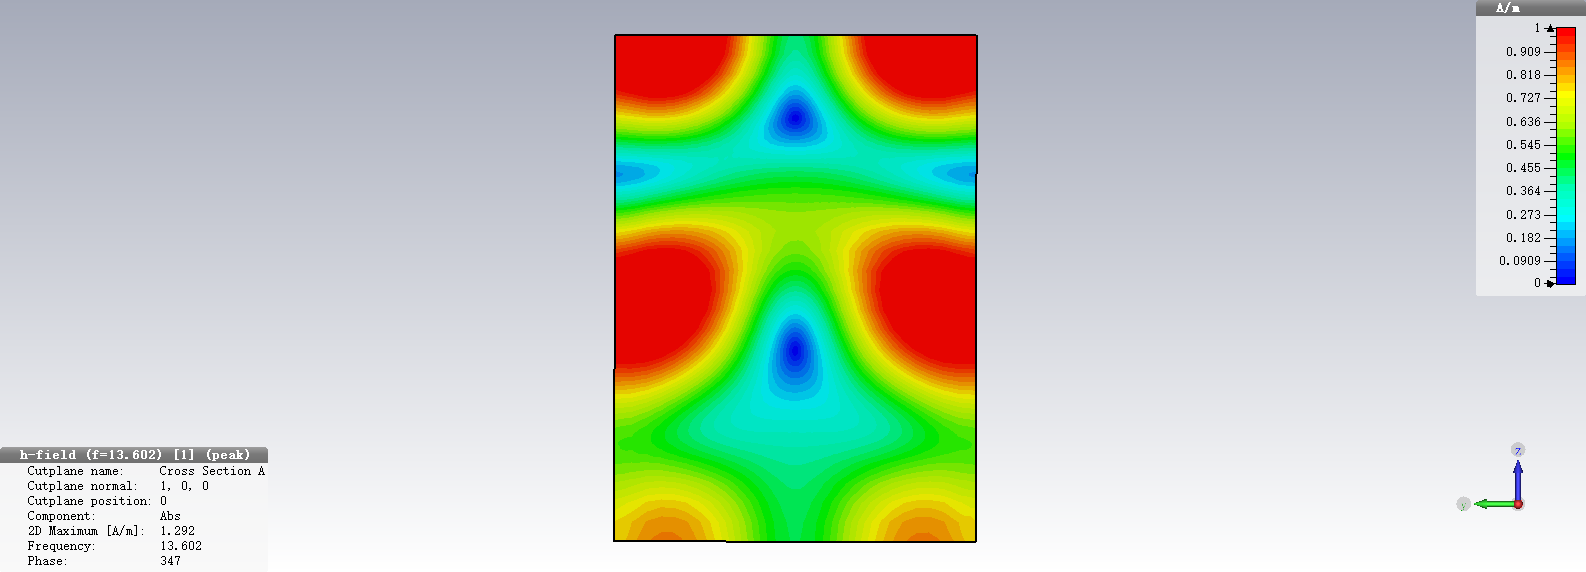 A/m
1
0.909
0.818
0.727
0.636
0.545
0.455
0.364
0.273
0.182
0.0909
0
h-field (f=13.602) [1] (peak)
Cutplane name: Cross Section A
Cutplane normal: 1, 0, 0
Cutplane position: 0
Component: Abs
2D Maximum [A/m]: 1.292
Frequency: 13.602
Phase: 347
z
y